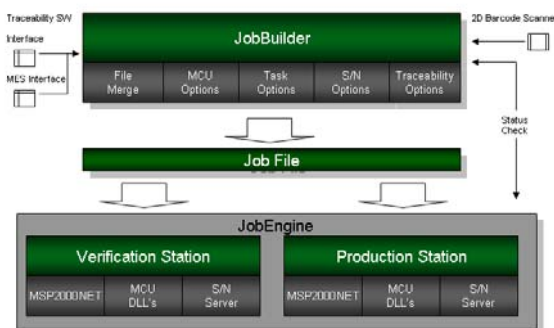 Traceability SW
Interface
MES Interface
2D Barcode Scanne
JobBuilder
File
Merge
MCU
Options
Task
Options
S/N
Options
Traceability
Options
Status
Check
Job File
JobEngine
Verification Station
MSP2000NET
MCU
DLL's
S/N
Server
Production Station
MSP2000NET
MCU
DLL's
S/N
Server